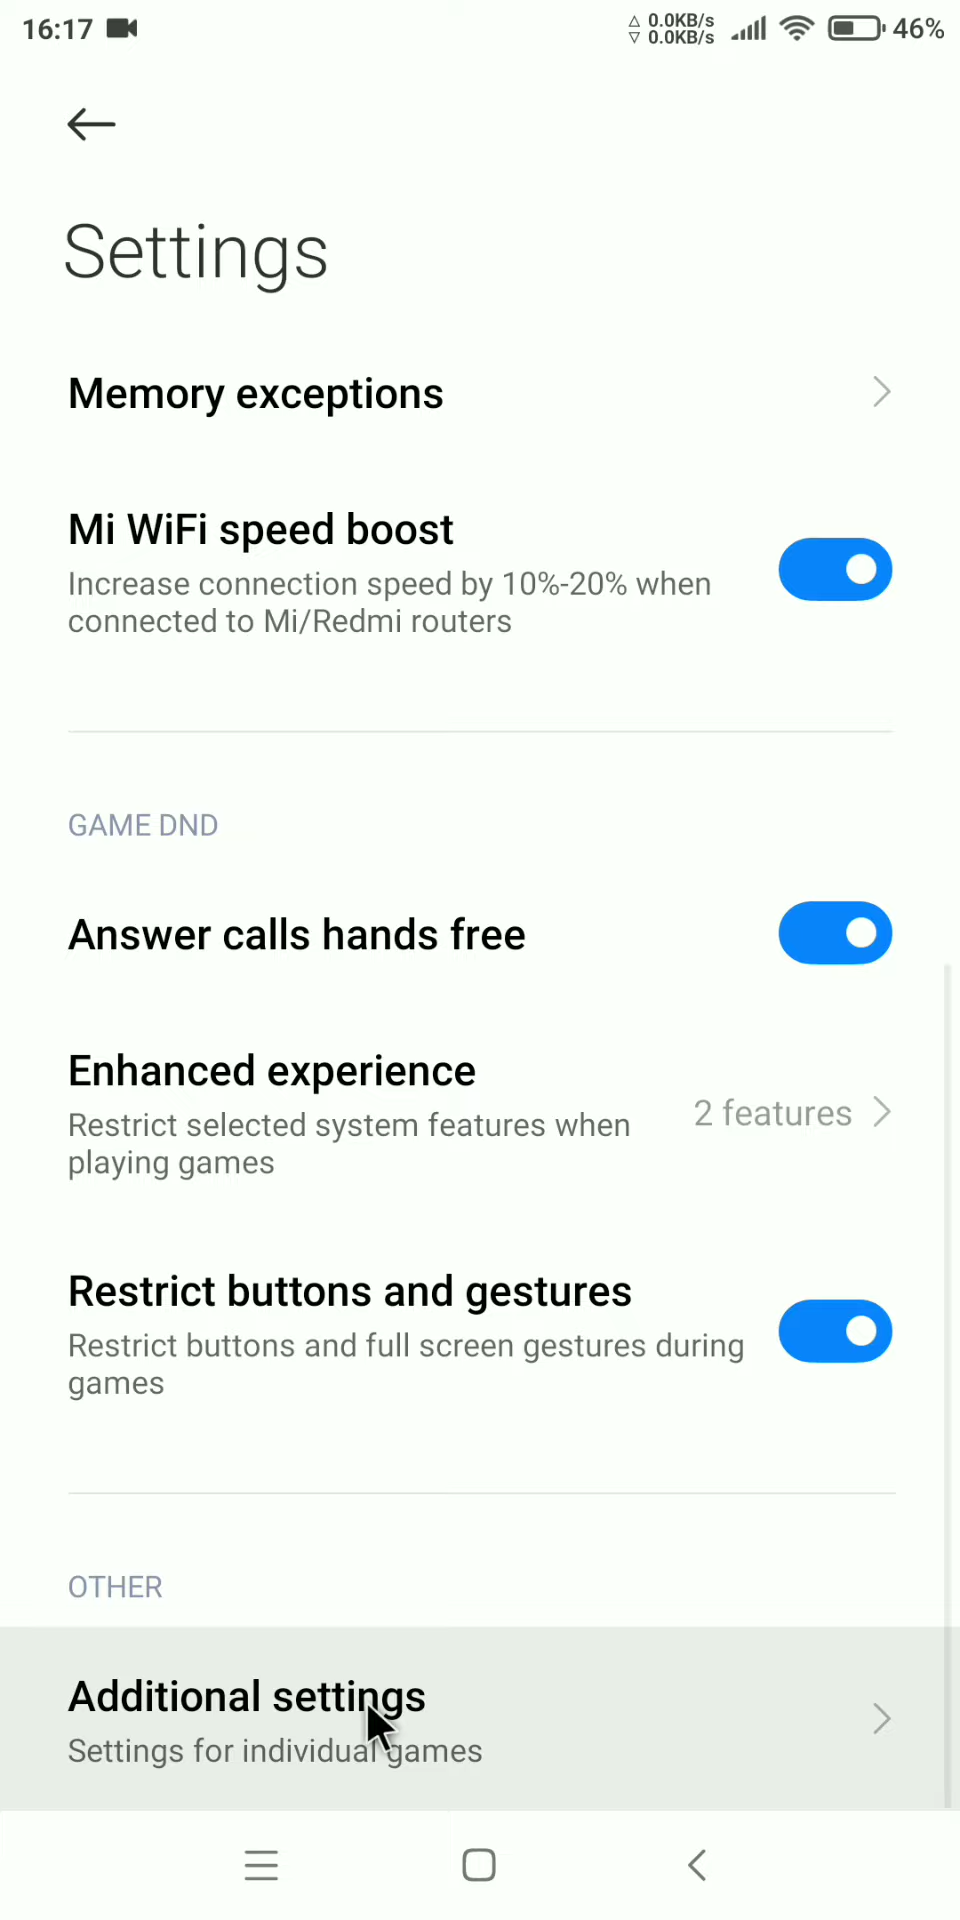 16:17
△ 0.0KB/s
▽ 0.0KB/s
46%
Settings
Memory exceptions
Mi WiFi speed boost
Increase connection speed by 10%-20% when
connected to Mi/Redmi routers
GAME DND
Answer calls hands free
Enhanced experience
Restrict selected system features when
playing games
2 features
Restrict buttons and gestures
Restrict buttons and full screen gestures during
games
OTHER
Additional settings
Settings for individual games